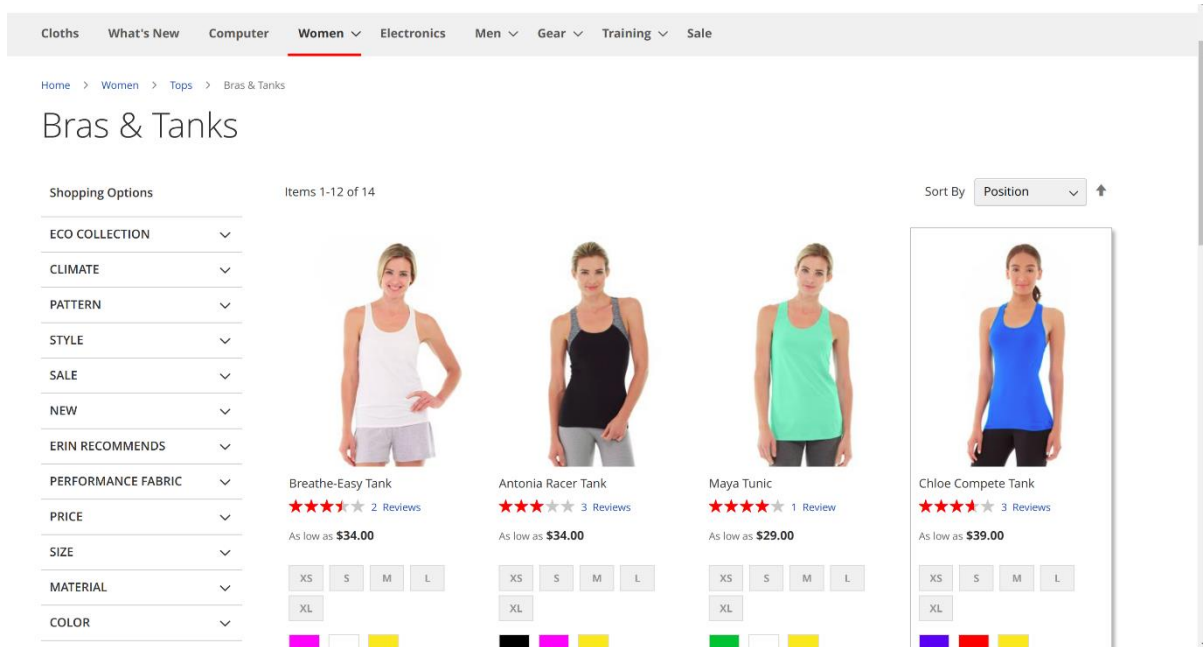 Cloths What's New Computer Women Electronics Men Gear Training Sale
Home > Women > Tops > Bras & Tanks
Bras & Tanks
Shopping Options
Items 1-12 of 14
Sort By Position
ECO COLLECTION
CLIMATE
PATTERN
STYLE
SALE
NEW
ERIN RECOMMENDS
PERFORMANCE FABRIC
PRICE
SIZE
MATERIAL
COLOR
Breathe-Easy Tank
2 Reviews
As low as $34.00
XS S M L
XL
Antonia Racer Tank
3 Reviews
As low as $34.00
XS S M L
XL
Maya Tunic
1 Review
As low as $29.00
XS S M L
XL
Chloe Compete Tank
3 Reviews
As low as $39.00
XS S M L
XL